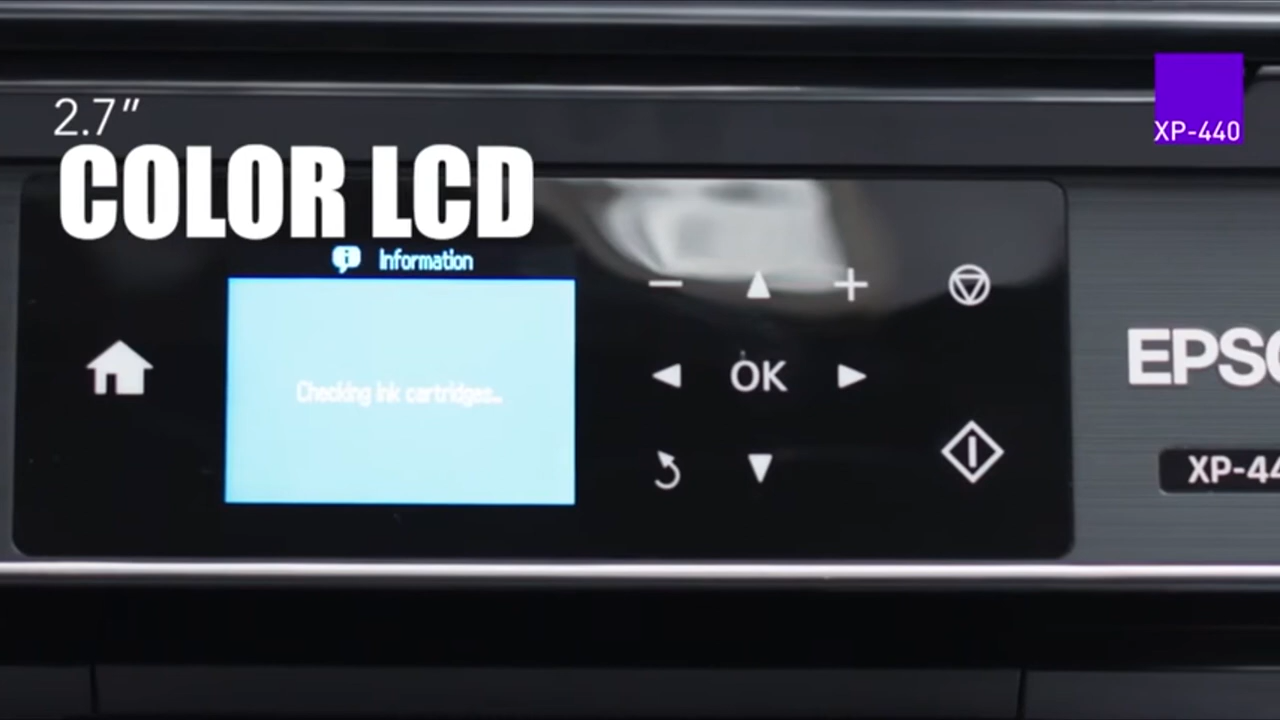 2.7"
COLOR LCD
XP-440
Information
Checking ink cartridges...
OK
EPSO
XP-44